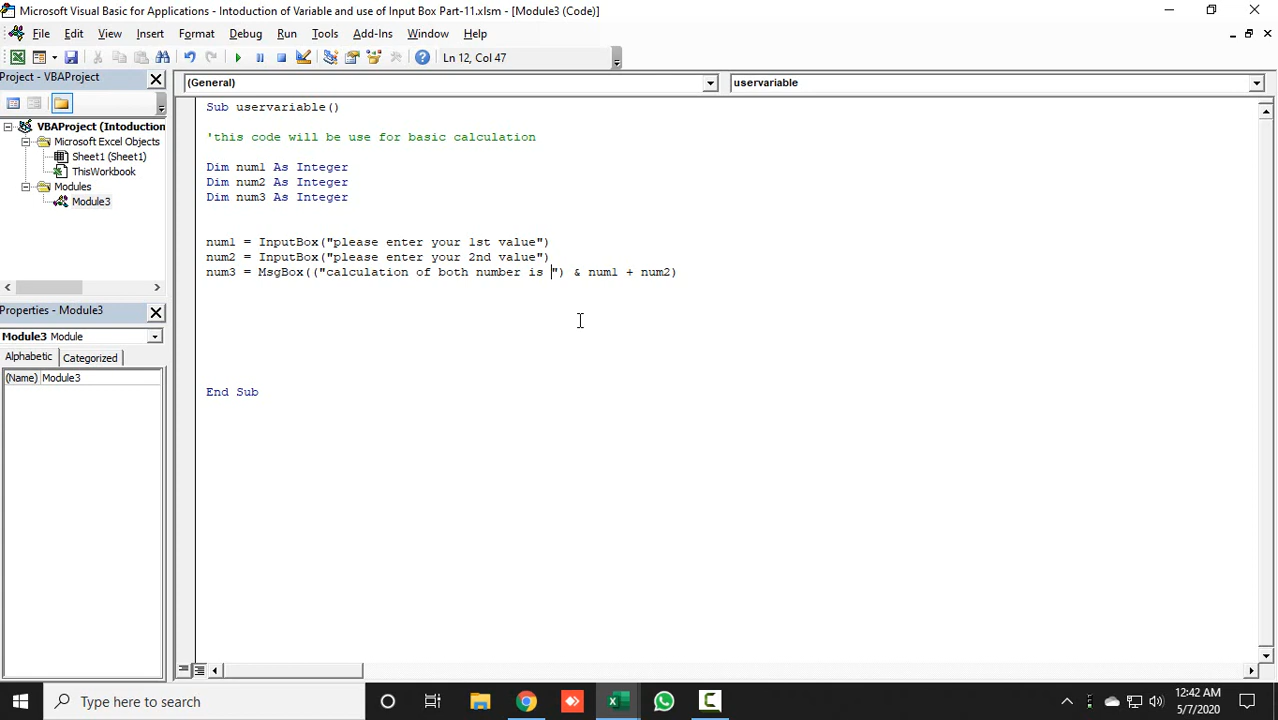 Microsoft Visual Basic for Applications - Intoduction of Variable and use of Input Box Part-11.xlsm - [Module3 (Code)]
File Edit View Insert Format Debug Run Tools Add-Ins Window Help
Ln 12, Col 47
Project - VBAProject
(General)
uservariable
VBAProject (Intoduction
Microsoft Excel Objects
Sheet1 (Sheet1)
ThisWorkbook
Modules
Module3
Properties - Module3
Module3 Module
Alphabetic Categorized
(Name) Module3
Sub uservariable()
'this code will be use for basic calculation
Dim num1 As Integer
Dim num2 As Integer
Dim num3 As Integer
num1 = InputBox("please enter your 1st value")
num2 = InputBox("please enter your 2nd value")
num3 = MsgBox(("calculation of both number is ") & num1 + num2)
End Sub
Type here to search
12:42 AM
5/7/2020